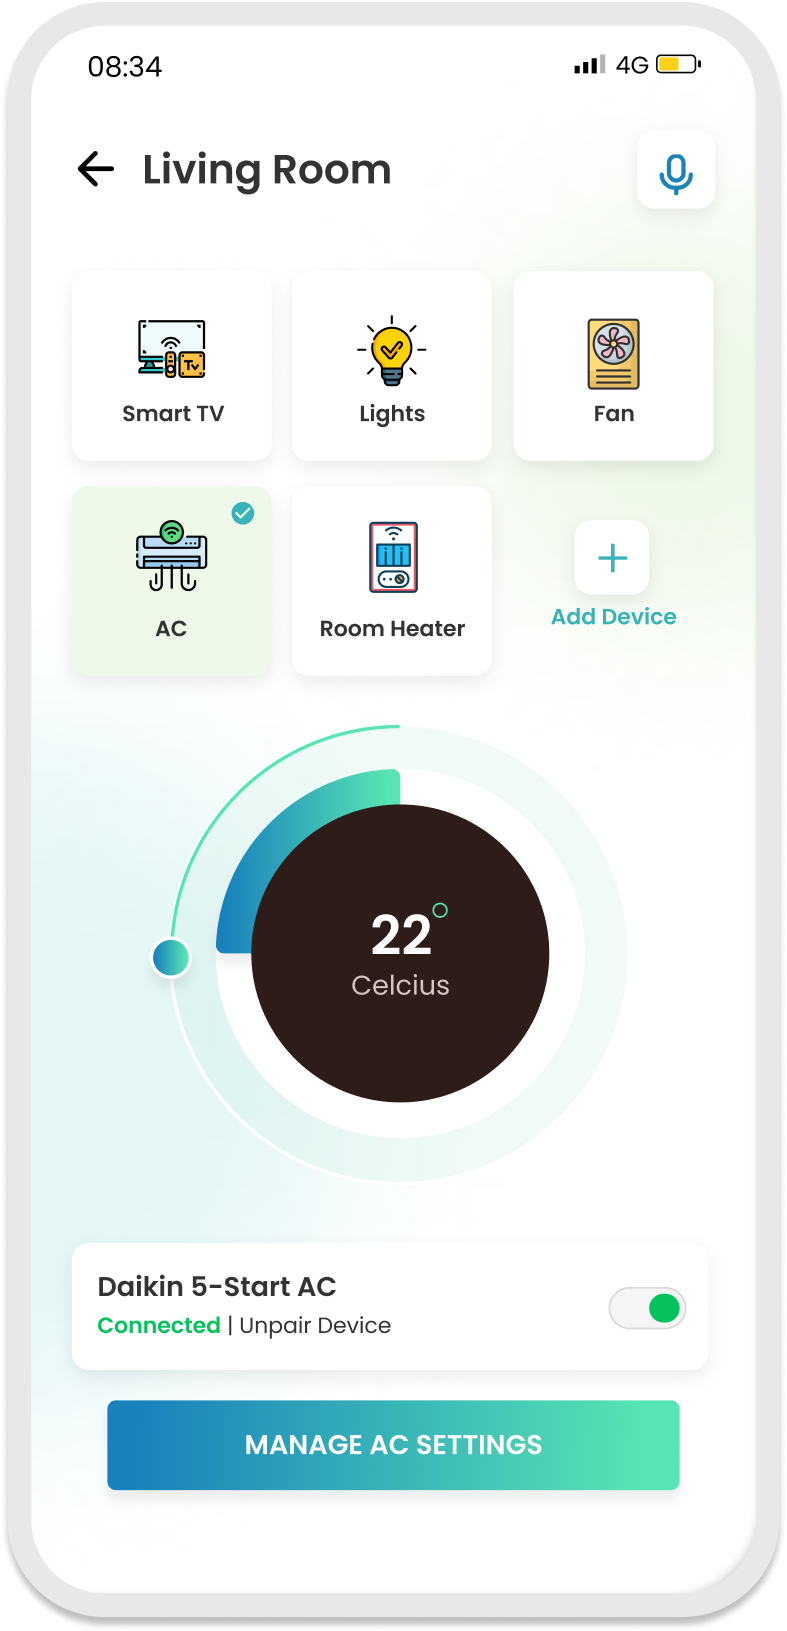 08:34 4G
Living Room
Tv
Smart TV Lights Fan
AC Room Heater Add Device
22°
Celcius
Daikin 5-Start AC
Connected | Unpair Device
MANAGE AC SETTINGS